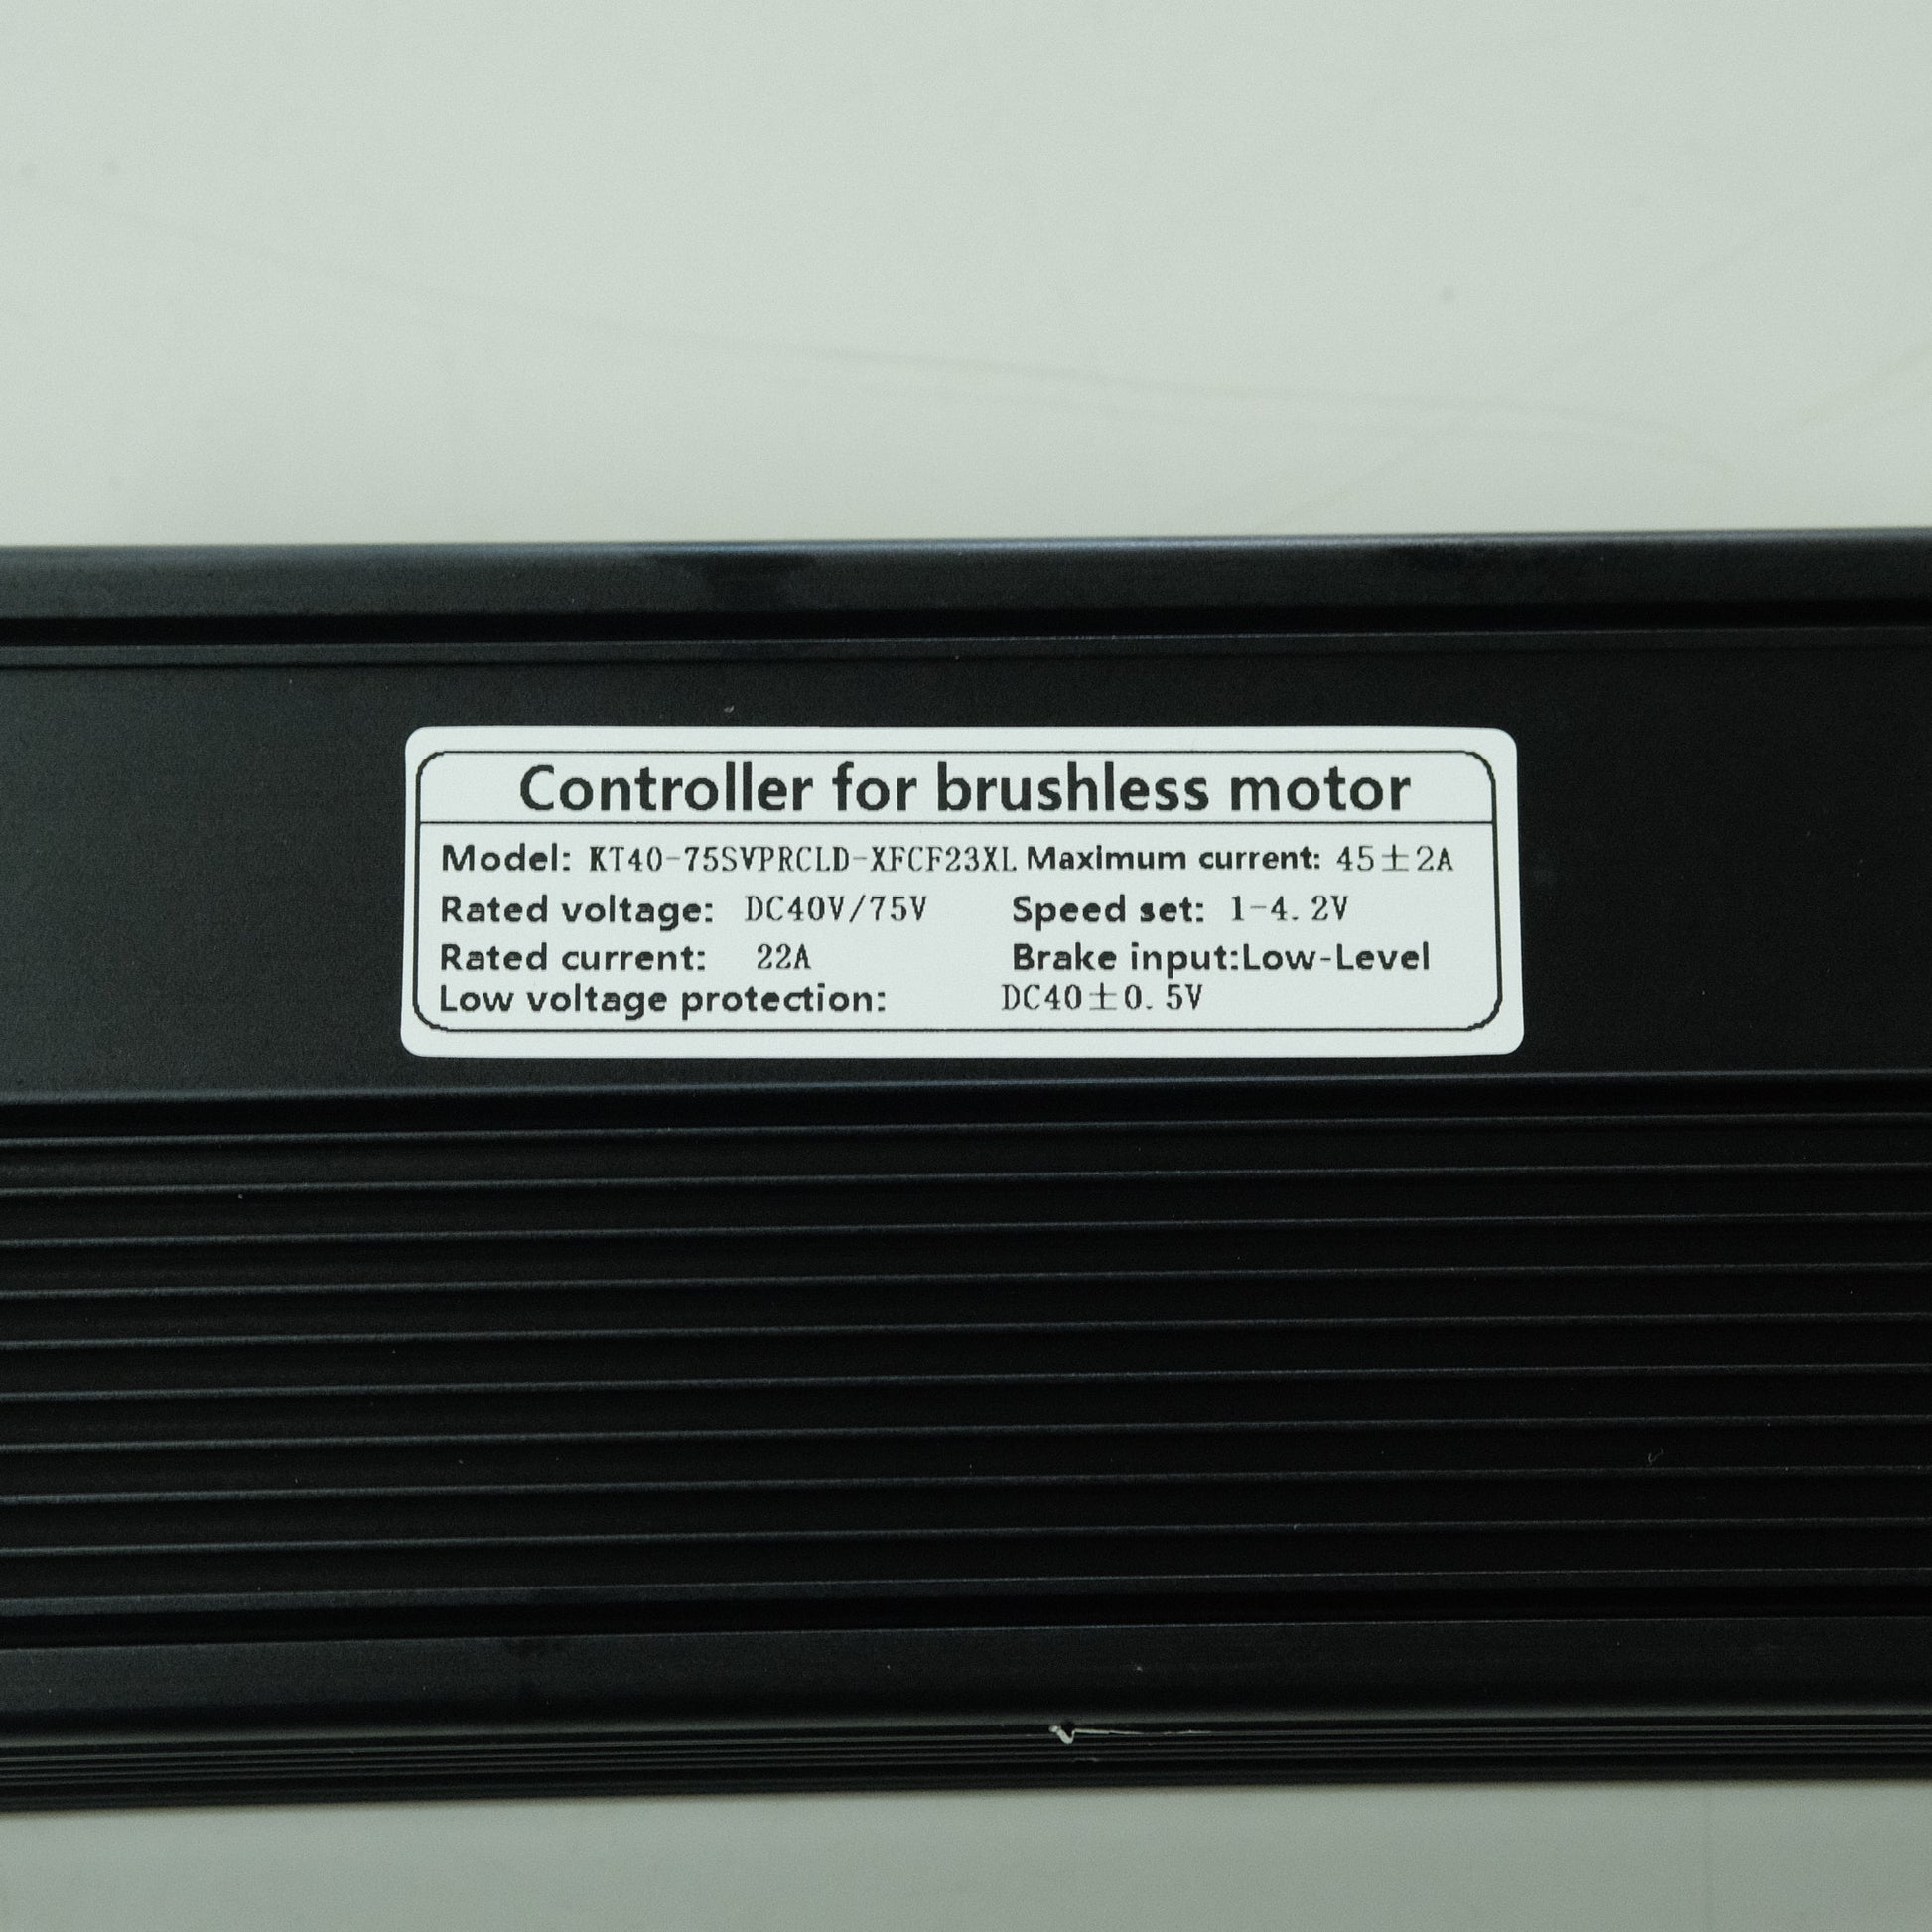 Controller for brushless motor
Model: KT40-75SVPRCLD-XFCF23XL Maximum current: 45±2A
Rated voltage: DC40V/75V Speed set: 1-4.2V
Rated current: 22A Brake input:Low-Level
Low voltage protection: DC40±0.5V